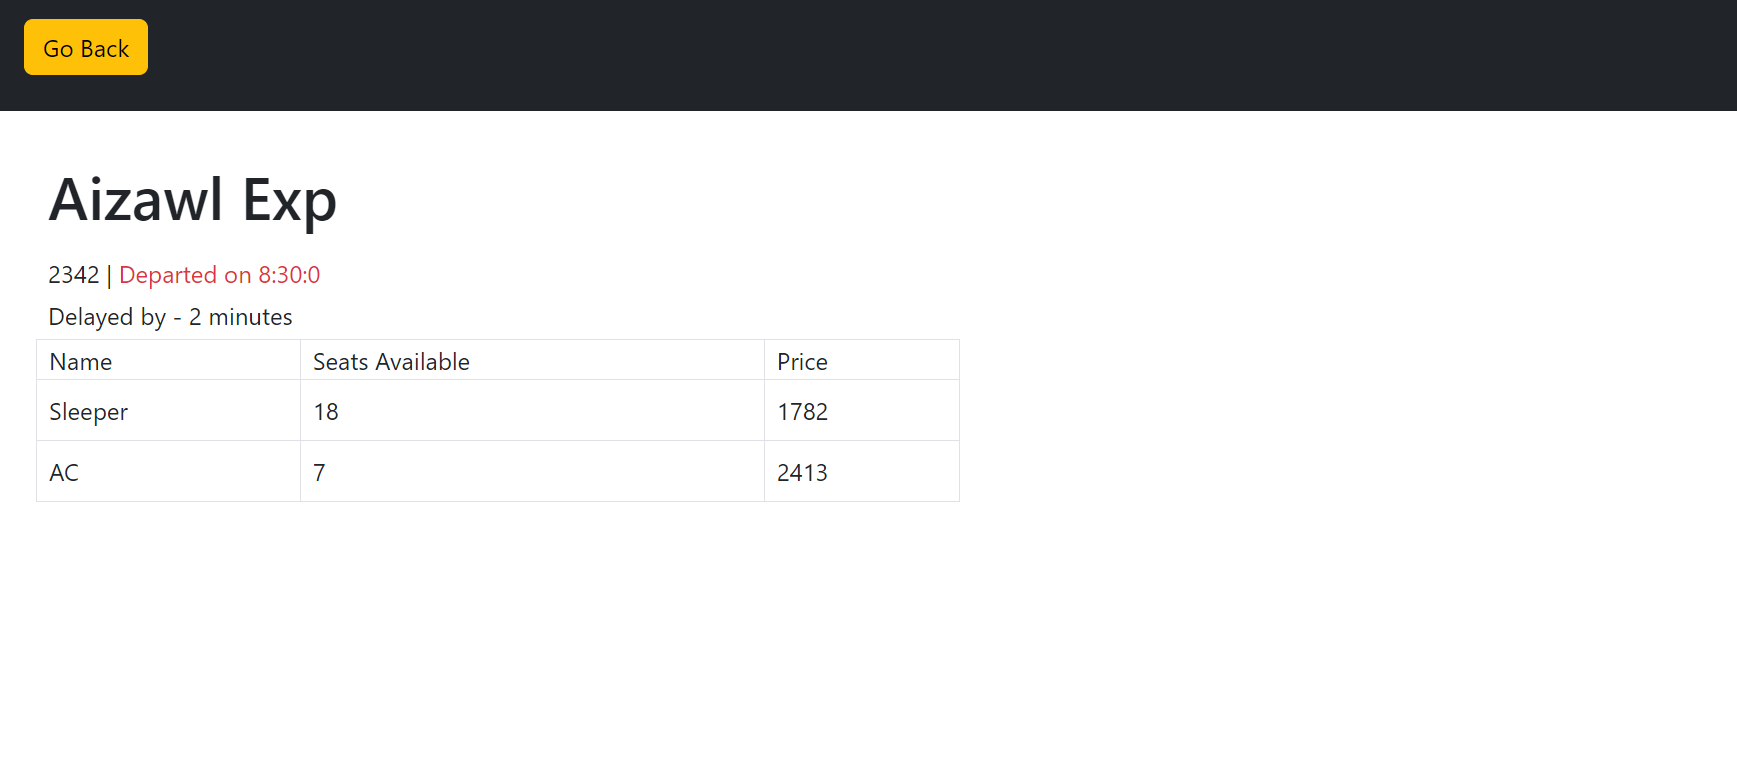 Go Back
Aizawl Exp
2342 | Departed on 8:30:0
Delayed by - 2 minutes
Name Seats Available Price
Sleeper 18 1782
AC 7 2413